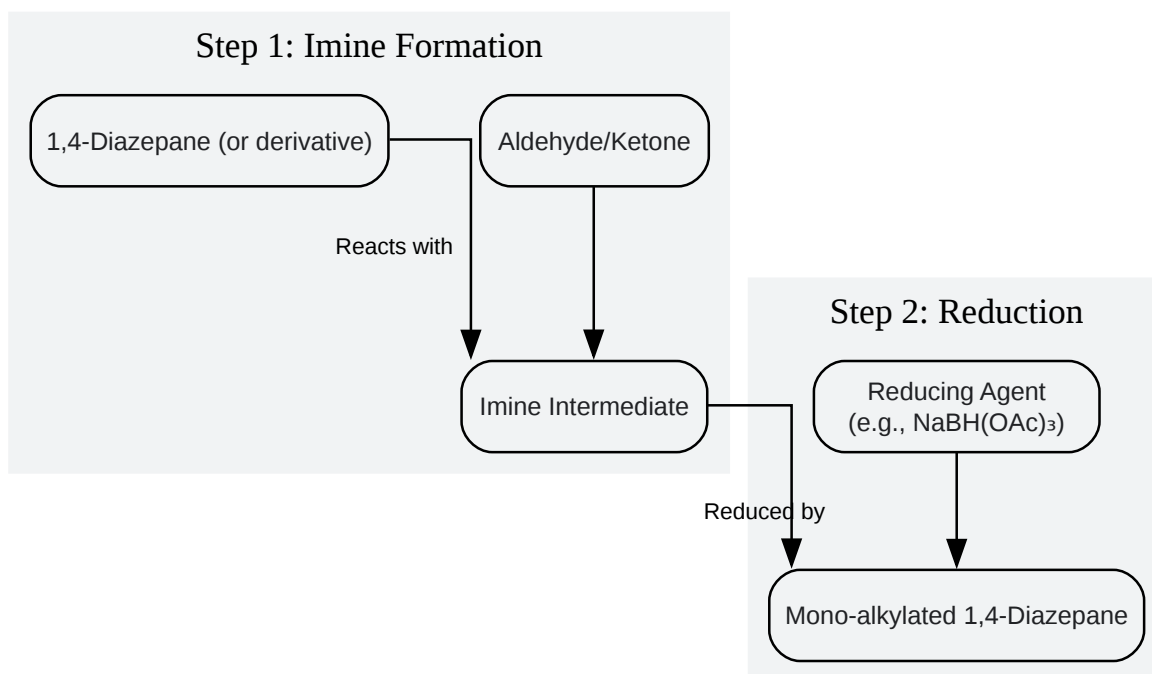 Step 1: Imine Formation
1,4-Diazepane (or derivative)
Aldehyde/Ketone
Reacts with
Imine Intermediate
Step 2: Reduction
Reducing Agent
(e.g., NaBH(OAc)₃)
Reduced by
Mono-alkylated 1,4-Diazepane